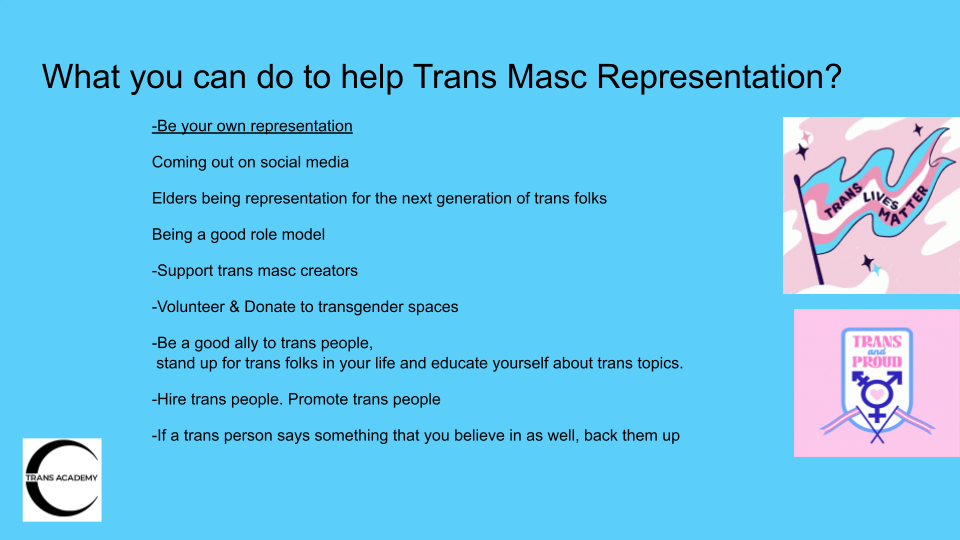 What you can do to help Trans Masc Representation?
-Be your own representation
Coming out on social media
Elders being representation for the next generation of trans folks
Being a good role model
-Support trans masc creators
-Volunteer & Donate to transgender spaces
-Be a good ally to trans people,
stand up for trans folks in your life and educate yourself about trans topics.
-Hire trans people. Promote trans people
-If a trans person says something that you believe in as well, back them up
TRANS LIVES MATTER
TRANS
and
PROUD
TRANS ACADEMY